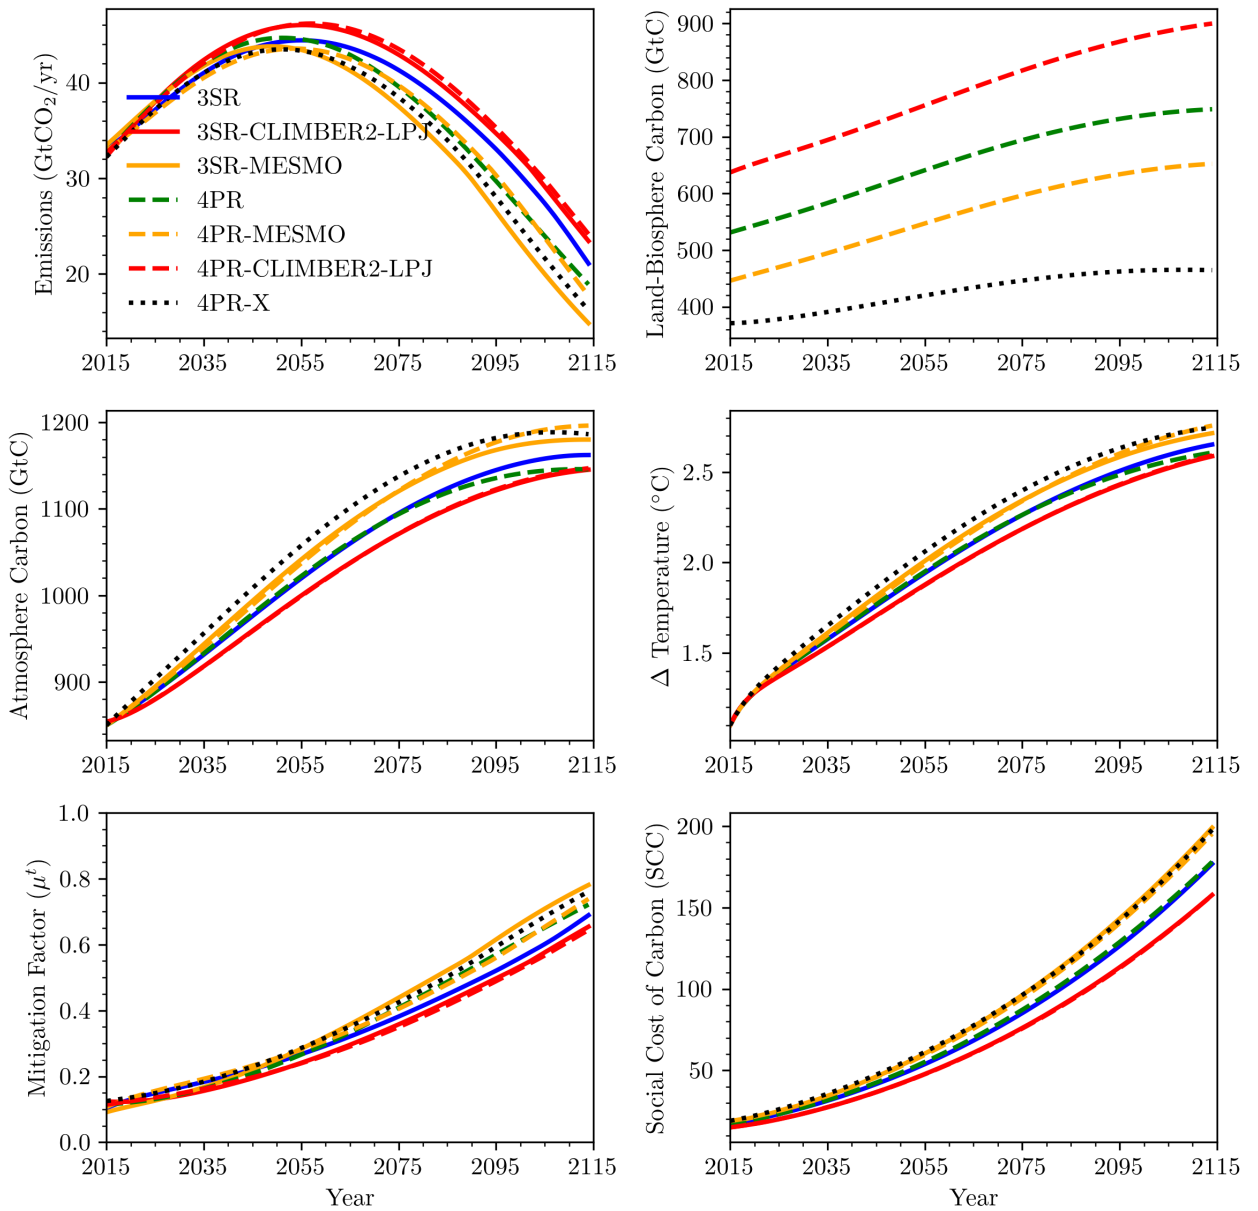 Emissions (GtCO₂/yr)
40
30
20
3SR
3SR-CLIMBER2-LPJ
3SR-MESMO
4PR
4PR-MESMO
4PR-CLIMBER2-LPJ
4PR-X
2015 2035 2055 2075 2095 2115
Land-Biosphere Carbon (GtC)
900
800
700
600
500
400
2015 2035 2055 2075 2095 2115
Atmosphere Carbon (GtC)
1200
1100
1000
900
2015 2035 2055 2075 2095 2115
Δ Temperature (°C)
2.5
2.0
1.5
2015 2035 2055 2075 2095 2115
Mitigation Factor (μᵗ)
1.0
0.8
0.6
0.4
0.2
0.0
2015 2035 2055 2075 2095 2115
Year
Social Cost of Carbon (SCC)
200
150
100
50
2015 2035 2055 2075 2095 2115
Year